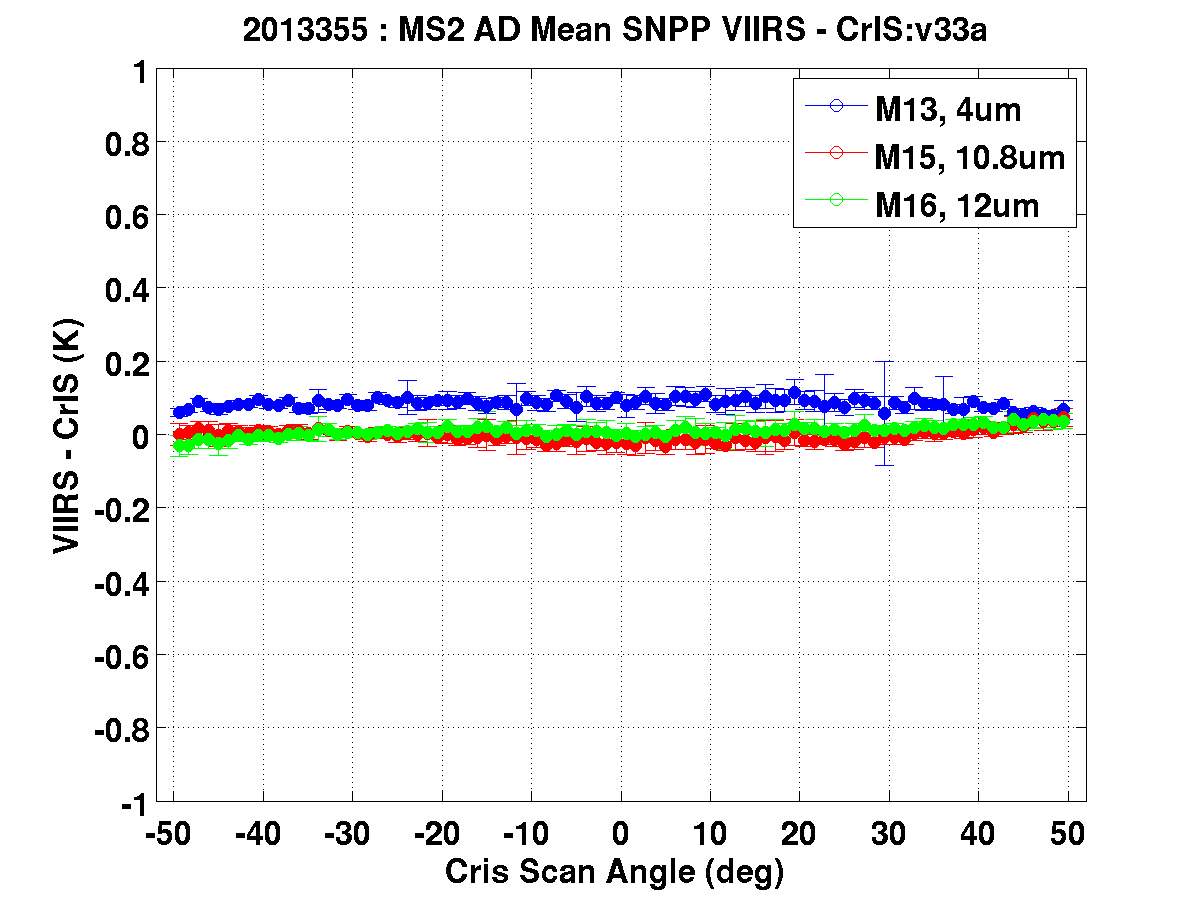 2013355 : MS2 AD Mean SNPP VIIRS - CrIS:v33a
1
0.8
0.6
0.4
0.2
0
-0.2
-0.4
-0.6
-0.8
-1
VIIRS - CrIS (K)
M13, 4um
M15, 10.8um
M16, 12um
-50 -40 -30 -20 -10 0 10 20 30 40 50
Cris Scan Angle (deg)